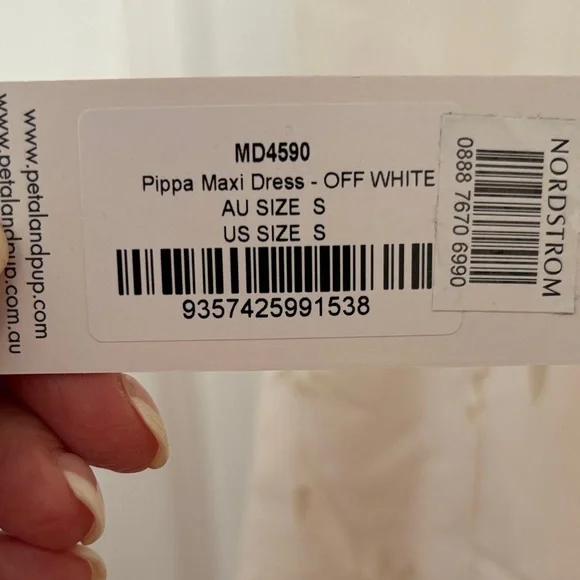 www.petalandpup.com
www.petalandpup.com.au
MD4590
Pippa Maxi Dress - OFF WHITE
AU SIZE S
US SIZE S
9357425991538
NORDSTROM
0888 7670 6990